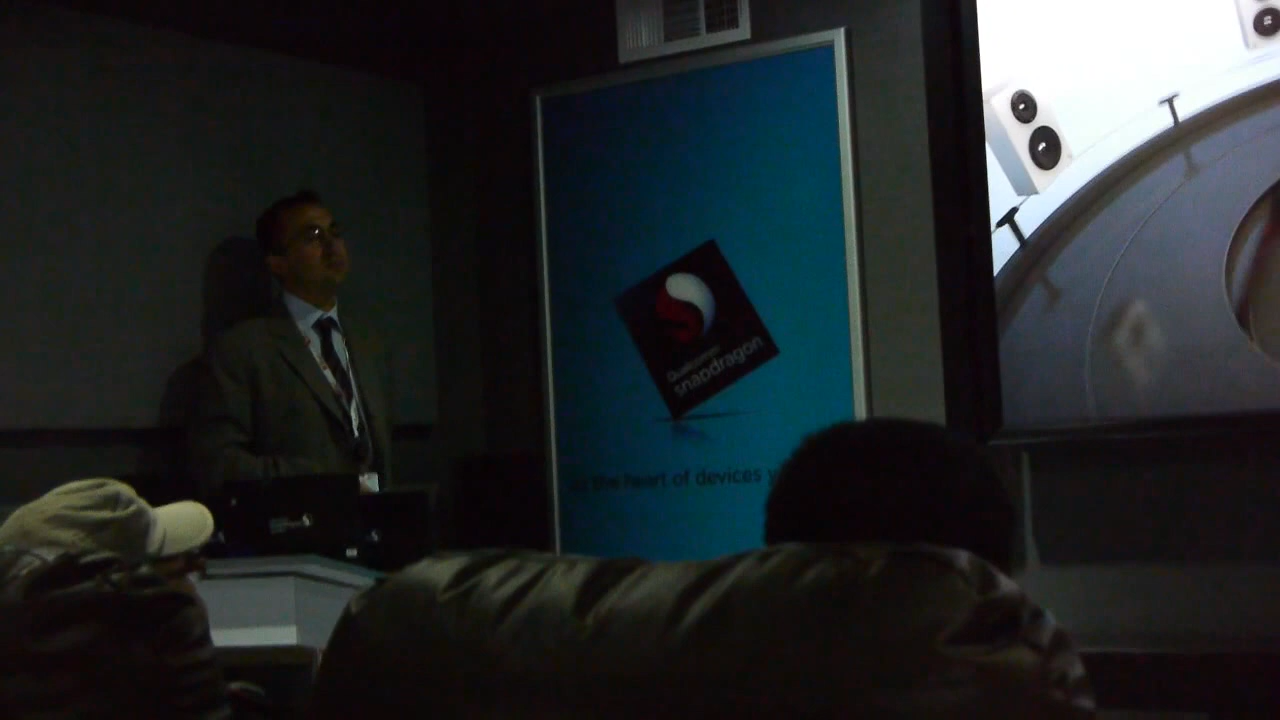 Qualcomm
snapdragon
the heart of devices